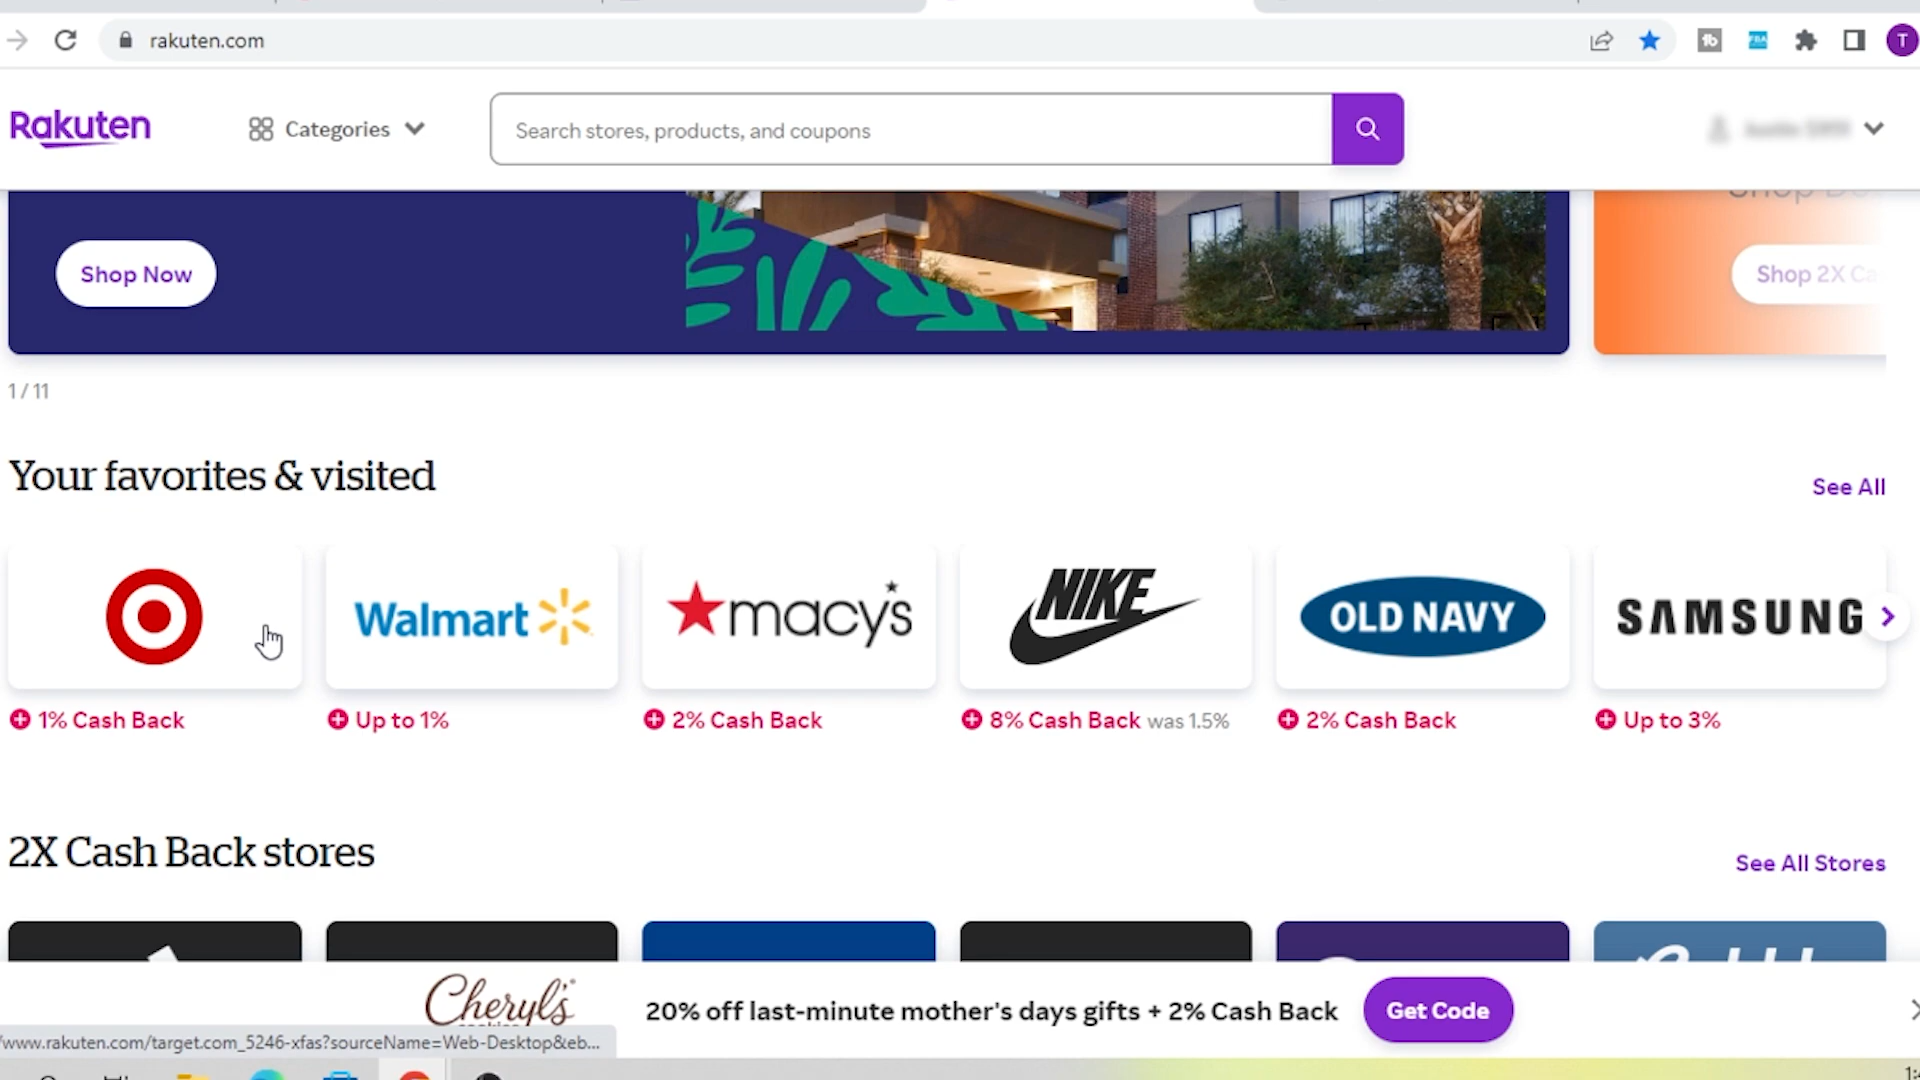 rakuten.com
fb
FBA
T
Rakuten
Categories
Search stores, products, and coupons
Shop Now
Shop
Shop 2X
1 / 11
Your favorites & visited
See All
Walmart
macy's
NIKE
OLD NAVY
SAMSUNG
1% Cash Back
Up to 1%
2% Cash Back
8% Cash Back was 1.5%
2% Cash Back
Up to 3%
2X Cash Back stores
See All Stores
Cheryl's
20% off last-minute mother's days gifts + 2% Cash Back
Get Code
/www.rakuten.com/target.com_5246-xfas?sourceName=Web-Desktop&eb...